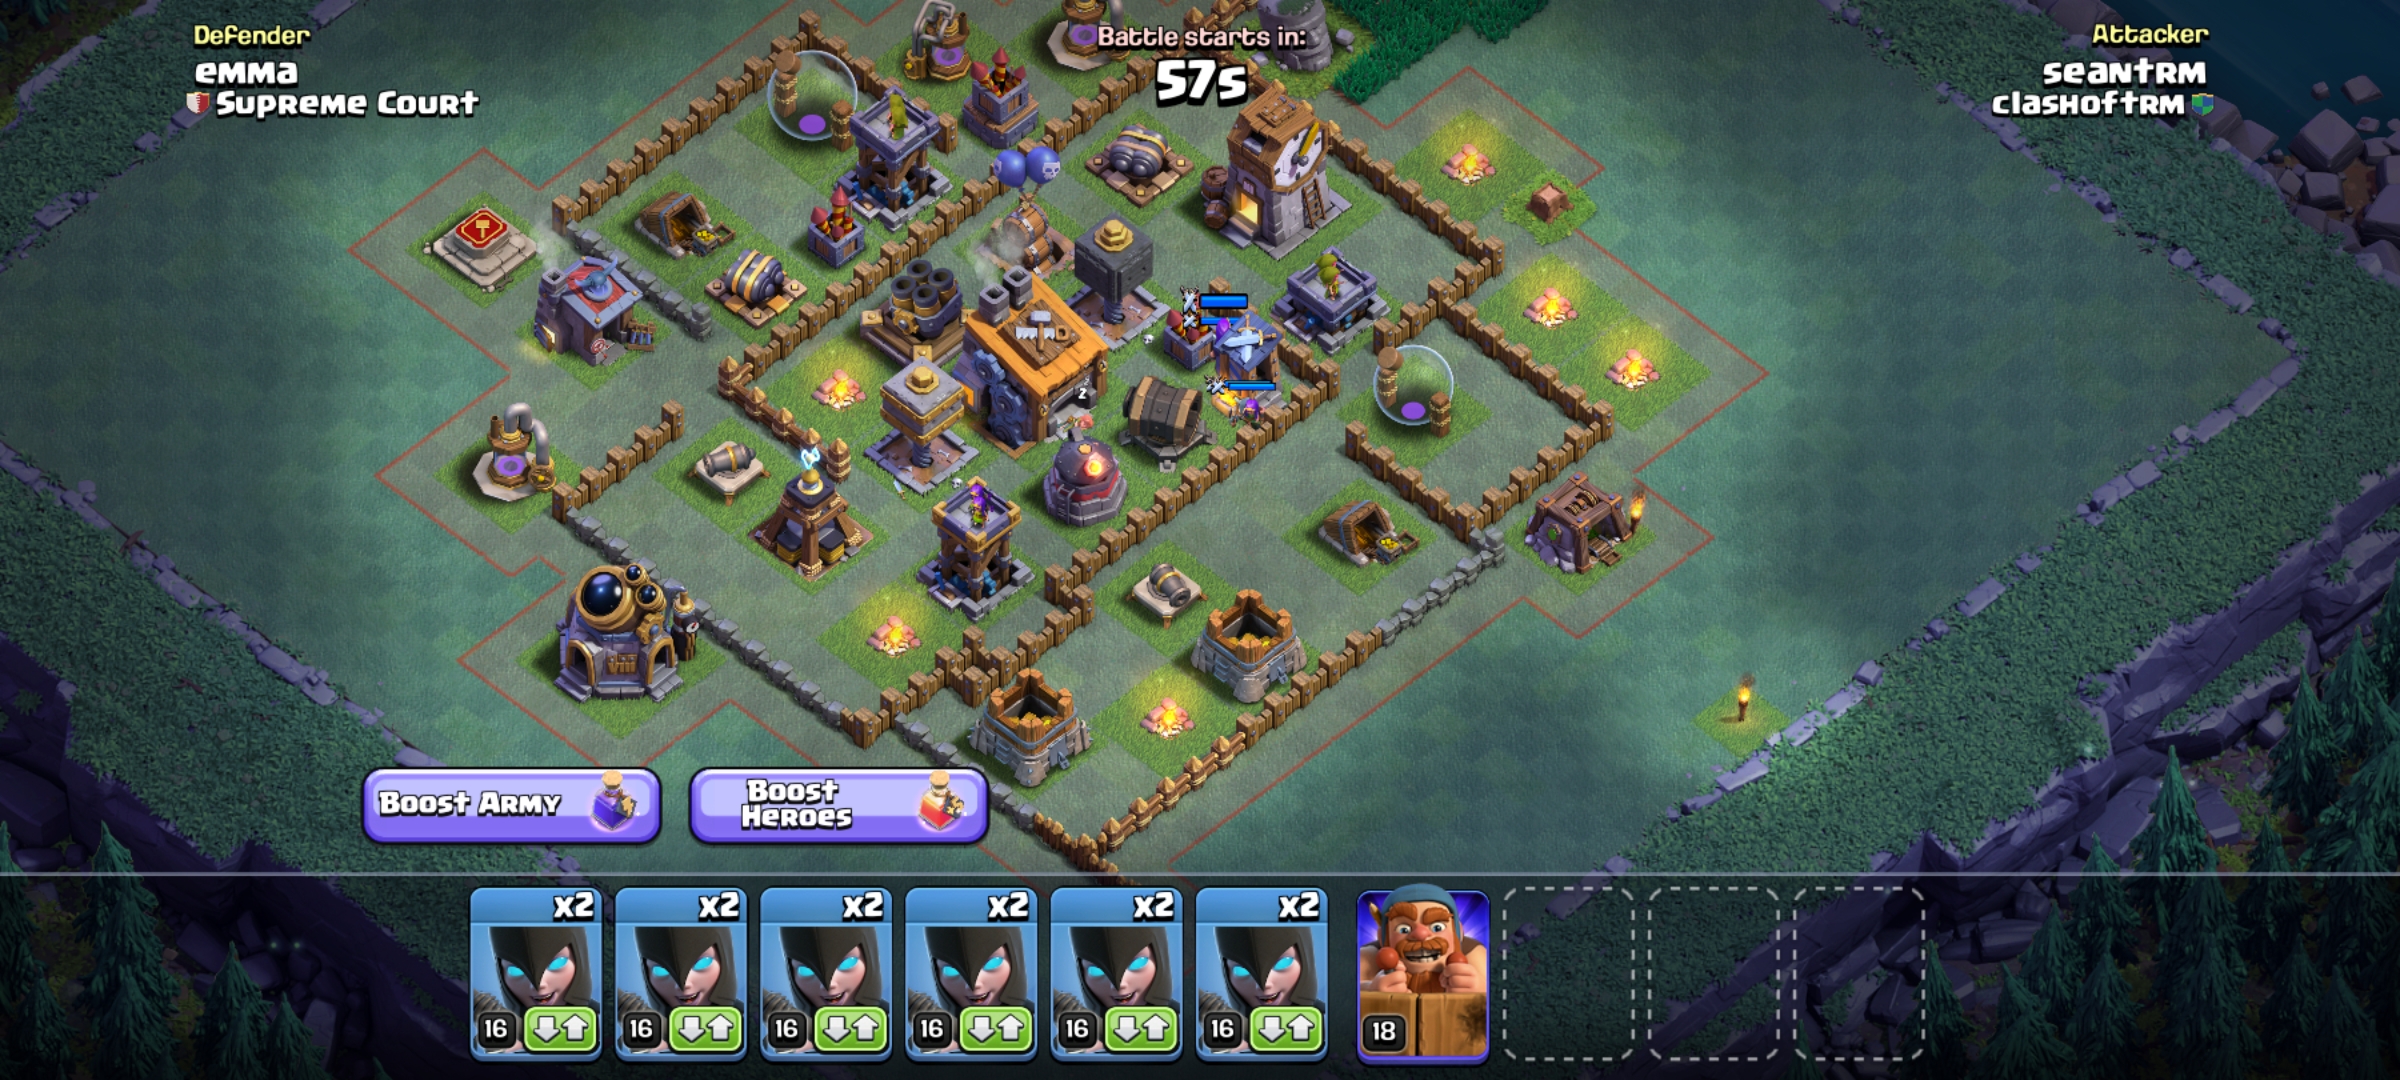 Defender
emma
Supreme Court
Battle starts in:
57s
Attacker
seantrm
clashoftrm
z
VIII
Boost Army
Boost
Heroes
x2
x2
x2
x2
x2
x2
16
16
16
16
16
16
18